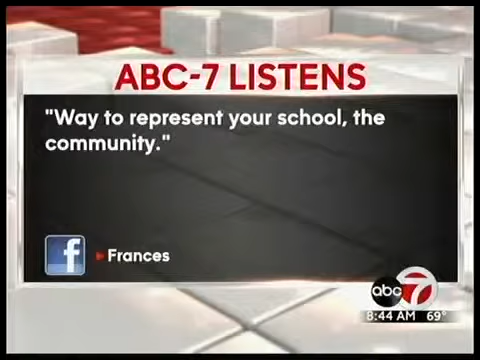 ABC-7 LISTENS
"Way to represent your school, the
community."
f
Frances
abc 7
8:44 AM 69°